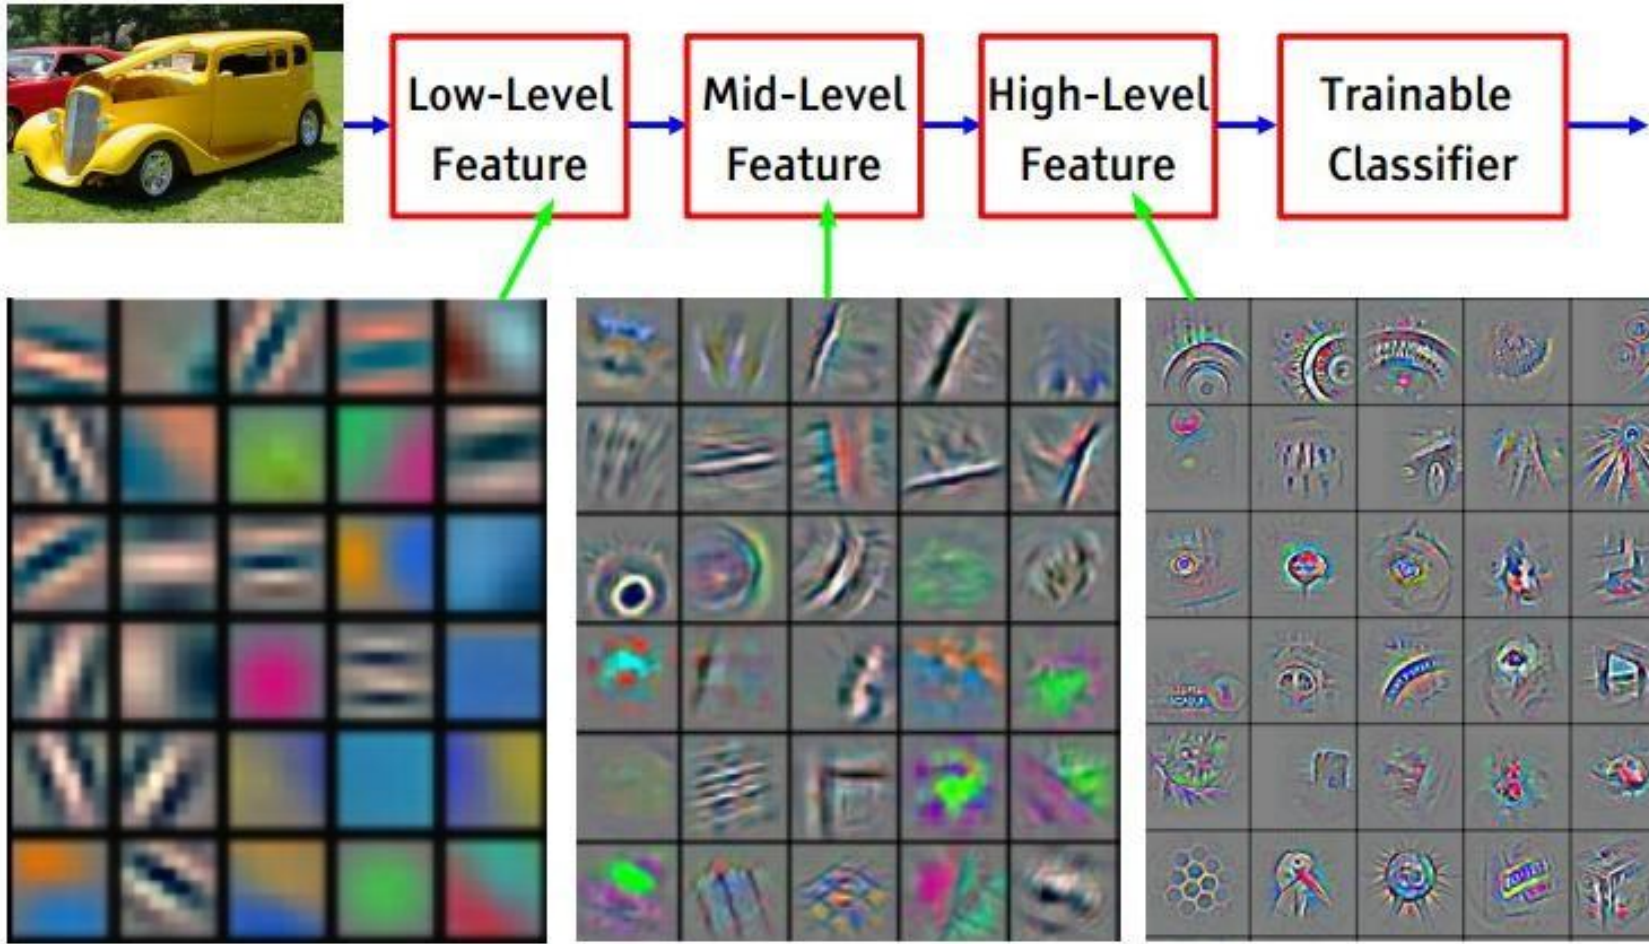 Low-Level
Feature
Mid-Level
Feature
High-Level
Feature
Trainable
Classifier